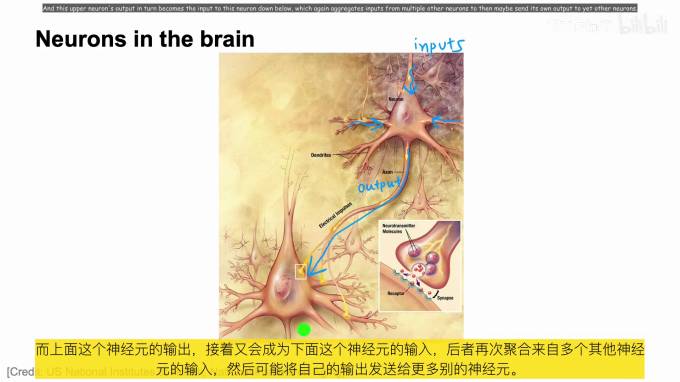 And this upper neuron's output in turn becomes the input to this neuron down below, which again aggregates inputs from multiple other neurons to then maybe send its own output to yet other neurons
bilibili
Neurons in the brain
inputs
Neuron
Dendrites
Axon
output
Electrical impulses
Neurotransmitter
Molecules
Receptor
Synapse
而上面这个神经元的输出，接着又会成为下面这个神经元的输入，后者再次聚合来自多个其他神经
元的输入，然后可能将自己的输出发送给更多别的神经元。
[Credit: US National Institutes